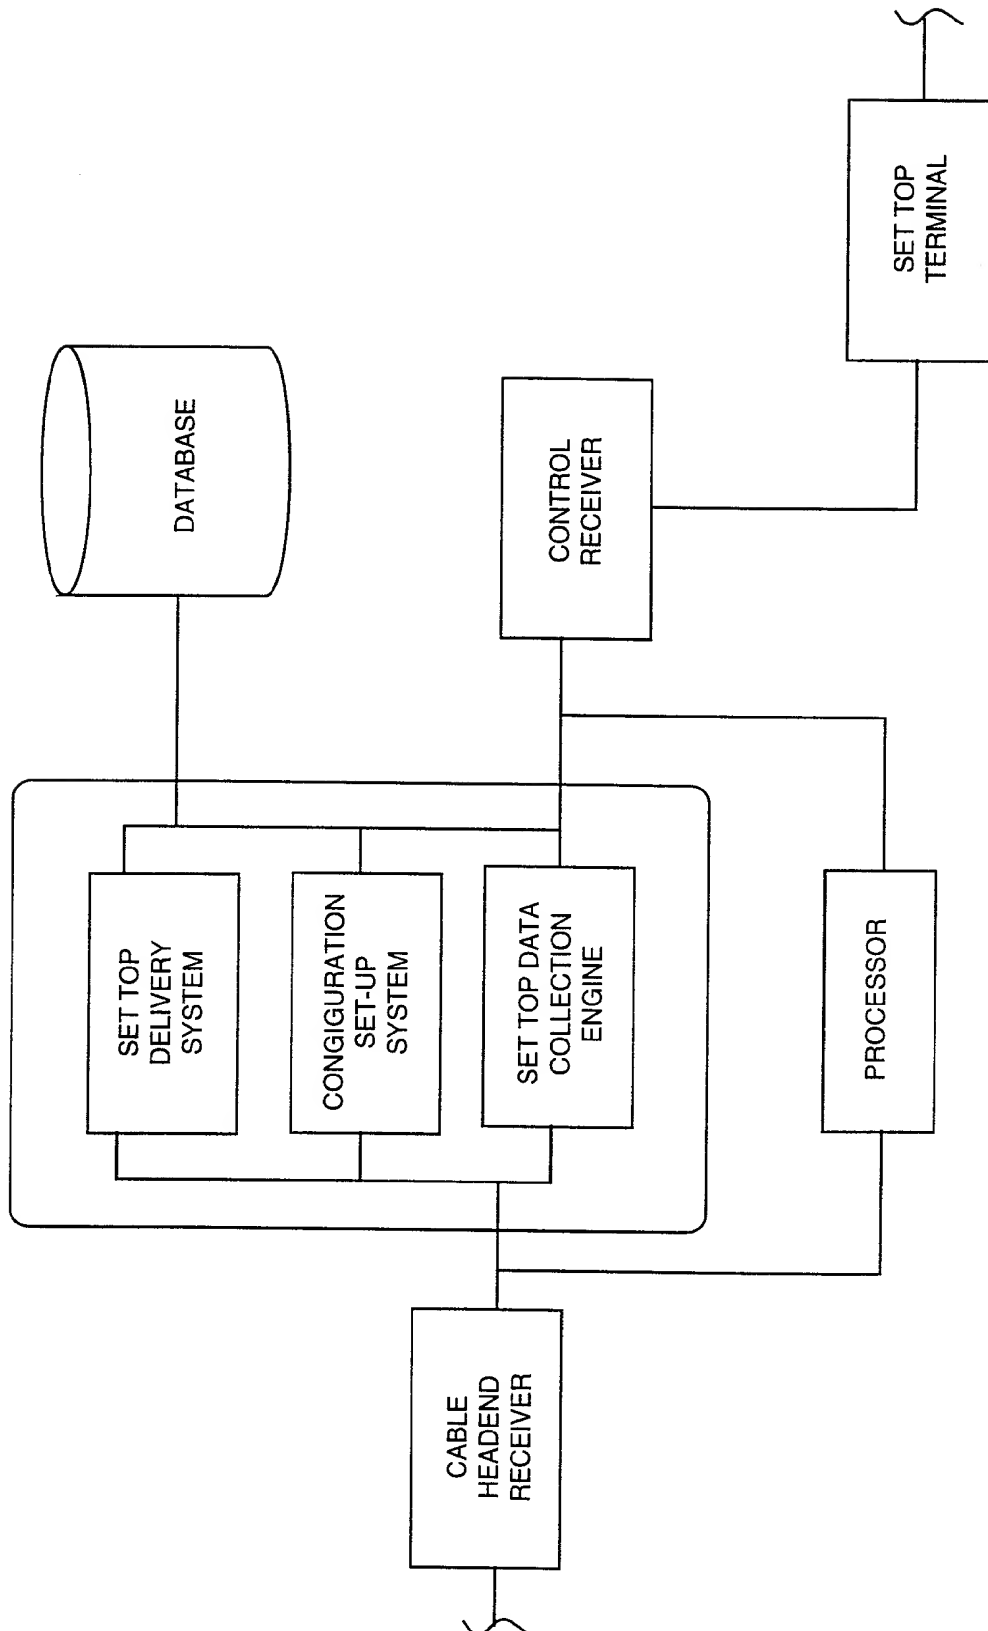 DATABASE
SET TOP
DELIVERY
SYSTEM
CONGIGURATION
SET-UP
SYSTEM
SET TOP DATA
COLLECTION
ENGINE
CABLE
HEADEND
RECEIVER
CONTROL
RECEIVER
PROCESSOR
SET TOP
TERMINAL